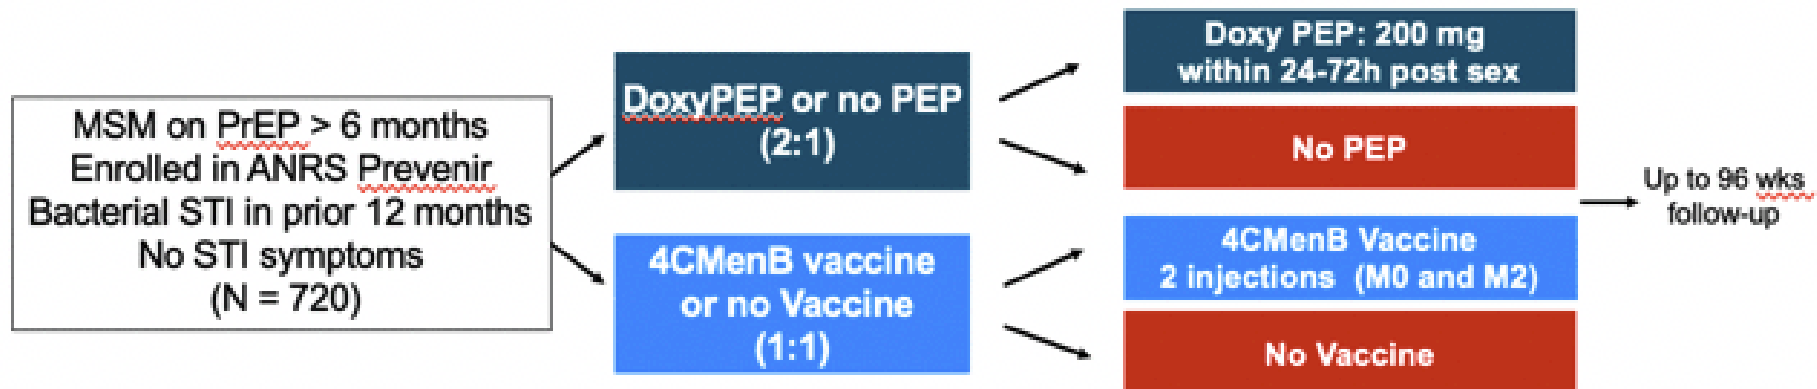 MSM on PrEP > 6 months
Enrolled in ANRS Prevenir
Bacterial STI in prior 12 months
No STI symptoms
(N = 720)
DoxyPEP or no PEP
(2:1)
4CMenB vaccine
or no Vaccine
(1:1)
Doxy PEP: 200 mg
within 24-72h post sex
No PEP
4CMenB Vaccine
2 injections (M0 and M2)
No Vaccine
Up to 96 wks
follow-up